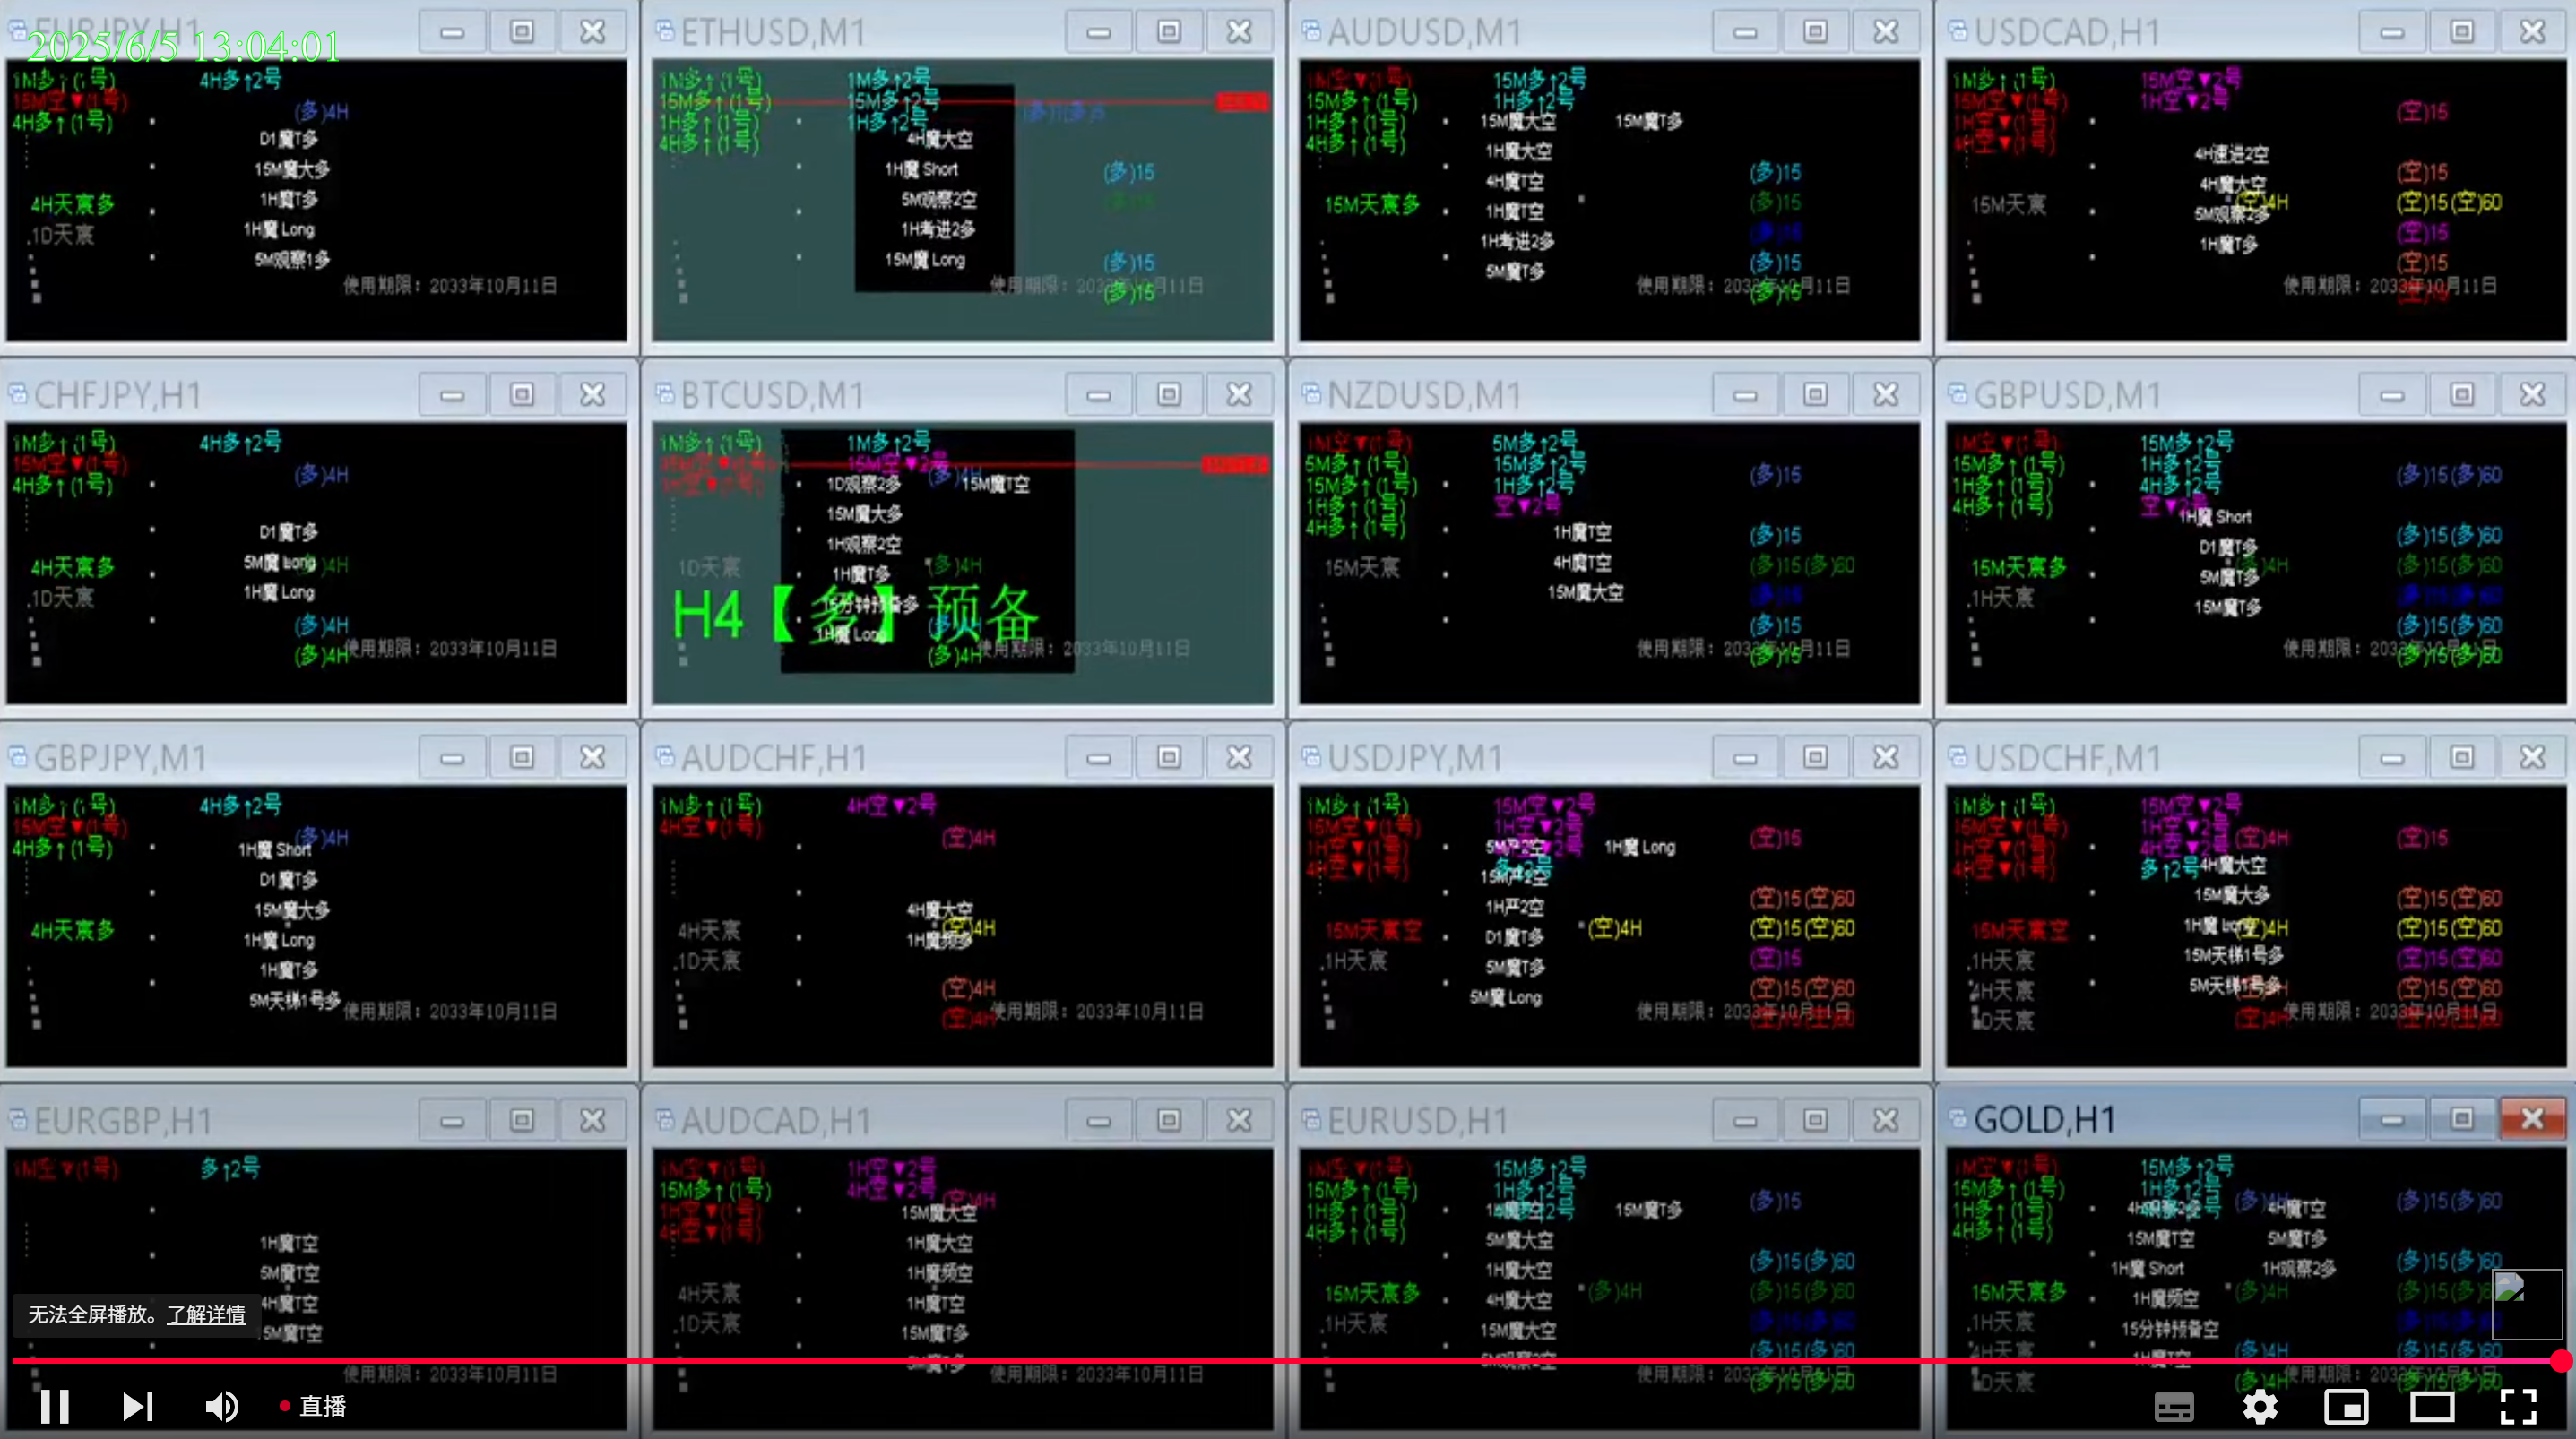 EURJPY,H1
2025/6/5 13:04:01
1M多↑(1号)
4H多↑2号
15M空▼(1号)
(多)4H
4H多↑(1号)
D1魔T多
15M魔大多
1H魔T多
4H天宸多
1H魔 Long
.1D天宸
5M观察1多
使用期限: 2033年10月11日
ETHUSD,M1
1M多↑(1号)
1M多↑2号
15M多↑(1号)
15M多↑2号
1H多↑(1号)
1H多↑2号
4H多↑(1号)
4H魔大空
1H魔 Short
(多)15
5M观察2空
1H考进2多
15M魔 Long
(多)15
使用期限: 2033年10月11日
(多)15
AUDUSD,M1
1M空▼(1号)
15M多↑2号
15M多↑(1号)
1H多↑2号
1H多↑(1号)
15M魔大空
15M魔T多
4H多↑(1号)
1H魔大空
4H魔T空
(多)15
15M天宸多
1H魔T空
(多)15
1H考进2多
(多)15
5M魔T多
(多)15
使用期限: 2033年10月11日
(多)15
USDCAD,H1
1M多↑(1号)
15M空▼2号
15M空▼(1号)
1H空▼2号
(空)15
1H空▼(1号)
4H空▼(1号)
4H速进2空
4H魔大空
(空)15
15M天宸
(空)4H
(空)15(空)60
5M观察2多
(空)15
1H魔T多
(空)15
使用期限: 2033年10月11日
CHFJPY,H1
1M多↑(1号)
4H多↑2号
15M空▼(1号)
(多)4H
4H多↑(1号)
D1魔T多
4H天宸多
5M魔 Long
(多)4H
.1D天宸
1H魔 Long
(多)4H
(多)4H
使用期限: 2033年10月11日
BTCUSD,M1
1M多↑(1号)
1M多↑2号
15M空▼2号
1D观察2多
(多)4H
15M魔T空
15M魔大多
1H观察2空
1D天宸
1H魔T多
(多)4H
15分钟预备多
H4【多】预备
1H魔 Long
(多)4H
使用期限: 2033年10月11日
NZDUSD,M1
1M空▼(1号)
5M多↑2号
5M多↑(1号)
15M多↑2号
(多)15
15M多↑(1号)
1H多↑2号
1H多↑(1号)
空▼2号
4H多↑(1号)
1H魔T空
(多)15
15M天宸
4H魔T空
(多)15(多)60
15M魔大空
(多)15
(多)15
(多)15
使用期限: 2033年10月11日
GBPUSD,M1
1M空▼(1号)
15M多↑2号
15M多↑(1号)
1H多↑2号
(多)15(多)60
1H多↑(1号)
4H多↑2号
4H多↑(1号)
空▼2号
1H魔 Short
D1魔T多
(多)15(多)60
15M天宸多
5M魔T多
(多)4H
(多)15(多)60
.1H天宸
15M魔T多
(多)15(多)60
使用期限: 2033年10月11日
(多)15(多)60
GBPJPY,M1
1M多↑(1号)
4H多↑2号
15M空▼(1号)
(多)4H
4H多↑(1号)
1H魔 Short
D1魔T多
15M魔大多
4H天宸多
1H魔 Long
1H魔T多
5M天梯1号多
使用期限: 2033年10月11日
AUDCHF,H1
1M多↑(1号)
4H空▼2号
4H空▼(1号)
(空)4H
4H魔大空
4H天宸
(空)4H
1H魔频多
.1D天宸
(空)4H
(空)4H
使用期限: 2033年10月11日
USDJPY,M1
1M多↑(1号)
15M空▼2号
15M空▼(1号)
1H空▼2号
(空)15
1H空▼(1号)
1H魔 Long
4H空▼(1号)
多↑2号
15M严2空
1H严2空
(空)15(空)60
15M天宸空
D1魔T多
(空)4H
(空)15(空)60
.1H天宸
5M魔T多
(空)15
5M魔 Long
(空)15(空)60
使用期限: 2033年10月11日
USDCHF,M1
1M多↑(1号)
15M空▼2号
15M空▼(1号)
1H空▼2号
(空)4H
(空)15
1H空▼(1号)
4H空▼2号
4H空▼(1号)
多↑2号
4H魔大空
15M魔大多
(空)15(空)60
15M天宸空
1H魔 Long
(空)4H
(空)15(空)60
.1H天宸
15M天梯1号多
(空)15(空)60
4H天宸
5M天梯1号多
(空)15(空)60
使用期限: 2033年10月11日
(空)4H
EURGBP,H1
1M空▼(1号)
多↑2号
1H魔T空
5M魔T空
4H魔T空
15M魔T空
使用期限: 2033年10月11日
AUDCAD,H1
1M空▼(1号)
1H空▼2号
15M多↑(1号)
4H空▼2号
(空)4H
1H空▼(1号)
15M魔大空
4H空▼(1号)
1H魔大空
1H魔频空
4H天宸
1H魔T空
.1D天宸
15M魔T多
5M魔T多
使用期限: 2033年10月11日
EURUSD,H1
1M空▼(1号)
15M多↑2号
15M多↑(1号)
1H多↑2号
(多)15
1H多↑(1号)
15M魔T多
4H多↑(1号)
5M魔大空
1H魔大空
(多)15(多)60
15M天宸多
4H魔大空
(多)4H
(多)15(多)60
.1H天宸
15M魔大空
(多)15(多)60
5M观察2空
使用期限: 2033年10月11日
(多)15(多)60
GOLD,H1
1M空▼(1号)
15M多↑2号
15M多↑(1号)
1H多↑2号
(多)4H
(多)15(多)60
1H多↑(1号)
4H魔T空
4H多↑(1号)
15M魔T空
5M魔T多
1H魔 Short
1H观察2多
(多)15(多)60
15M天宸多
1H魔频空
(多)4H
.1H天宸
15分钟预备空
4H天宸
1H魔T空
(多)4H
(多)15(多)60
使用期限: 2033年10月11日
(多)4H
无法全屏播放。了解详情
直播